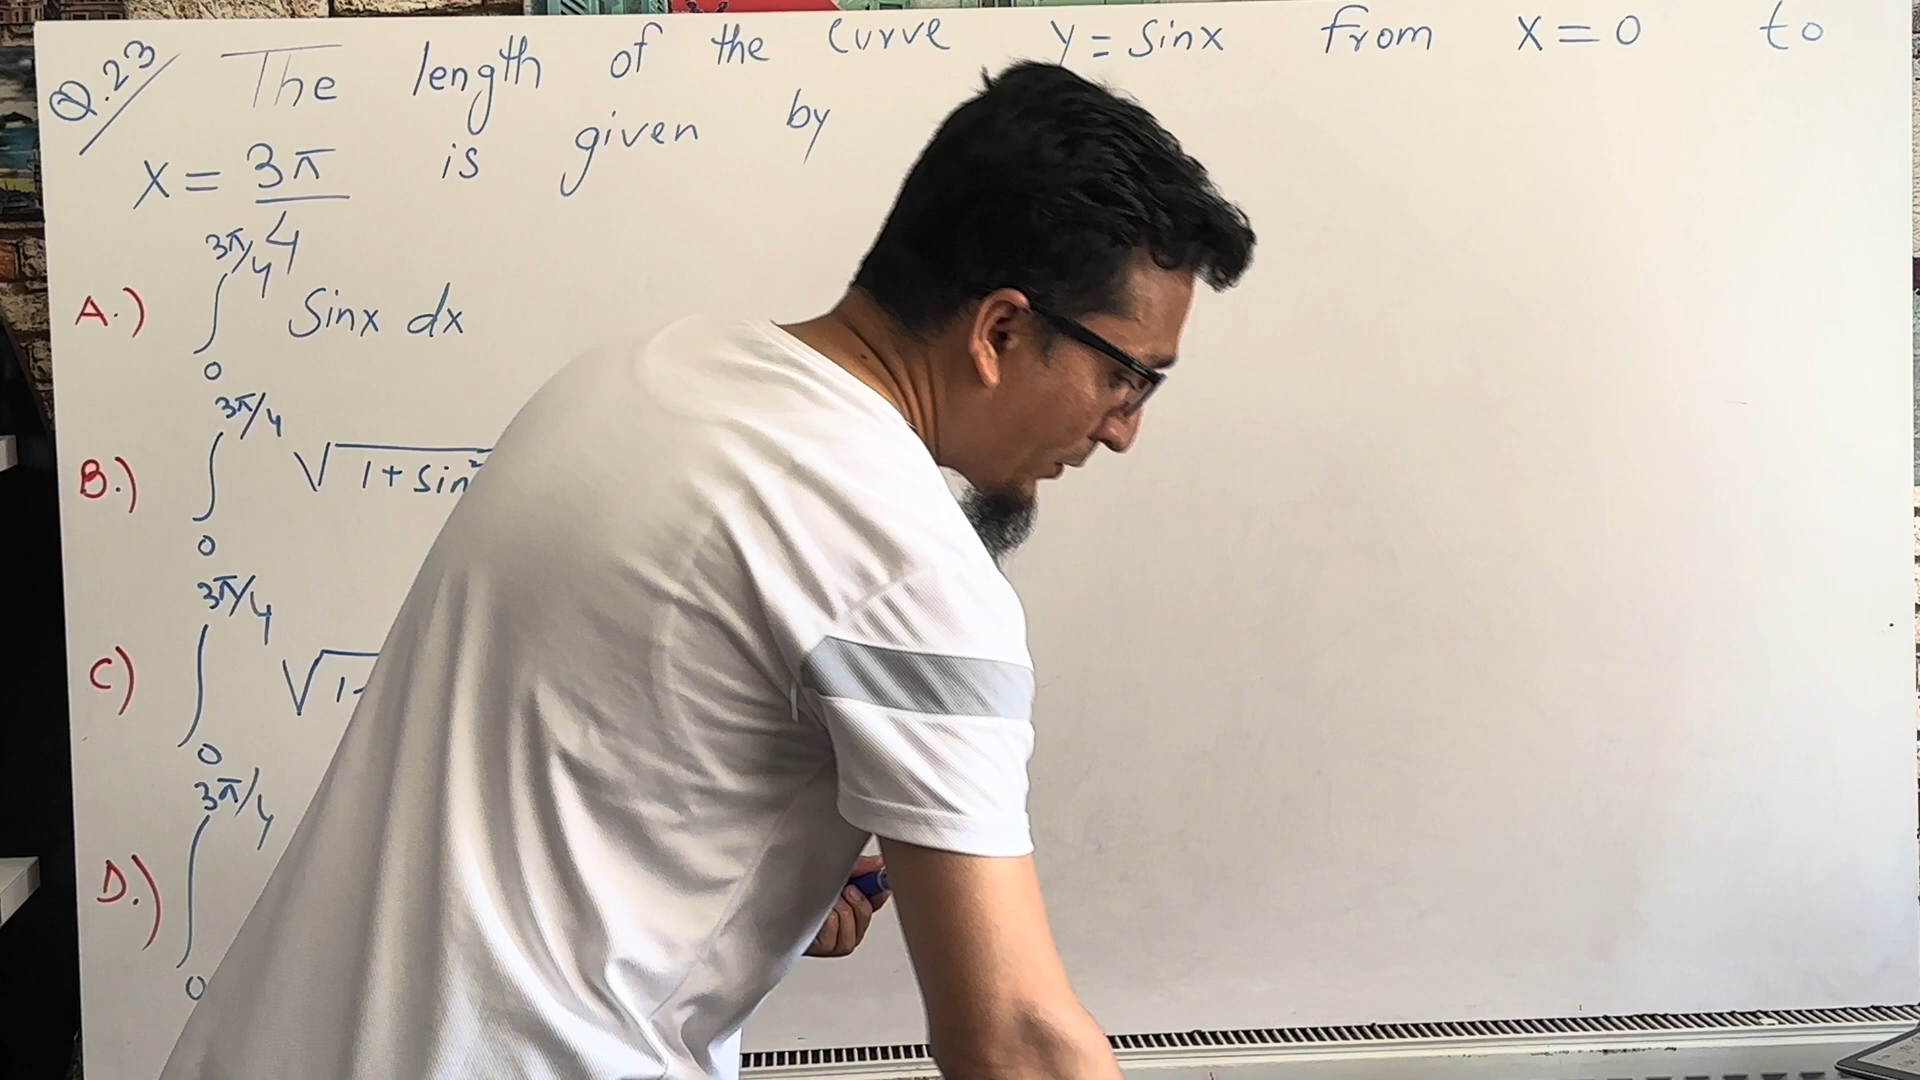 Q.23 The length of the curve y = sinx from x = 0 to
x = 3π/4 is given by
A.) ∫₀^{3π/4} Sinx dx
B.) ∫₀^{3π/4} √1+sin²
C) ∫₀^{3π/4} √1
D.) ∫₀^{3π/4}